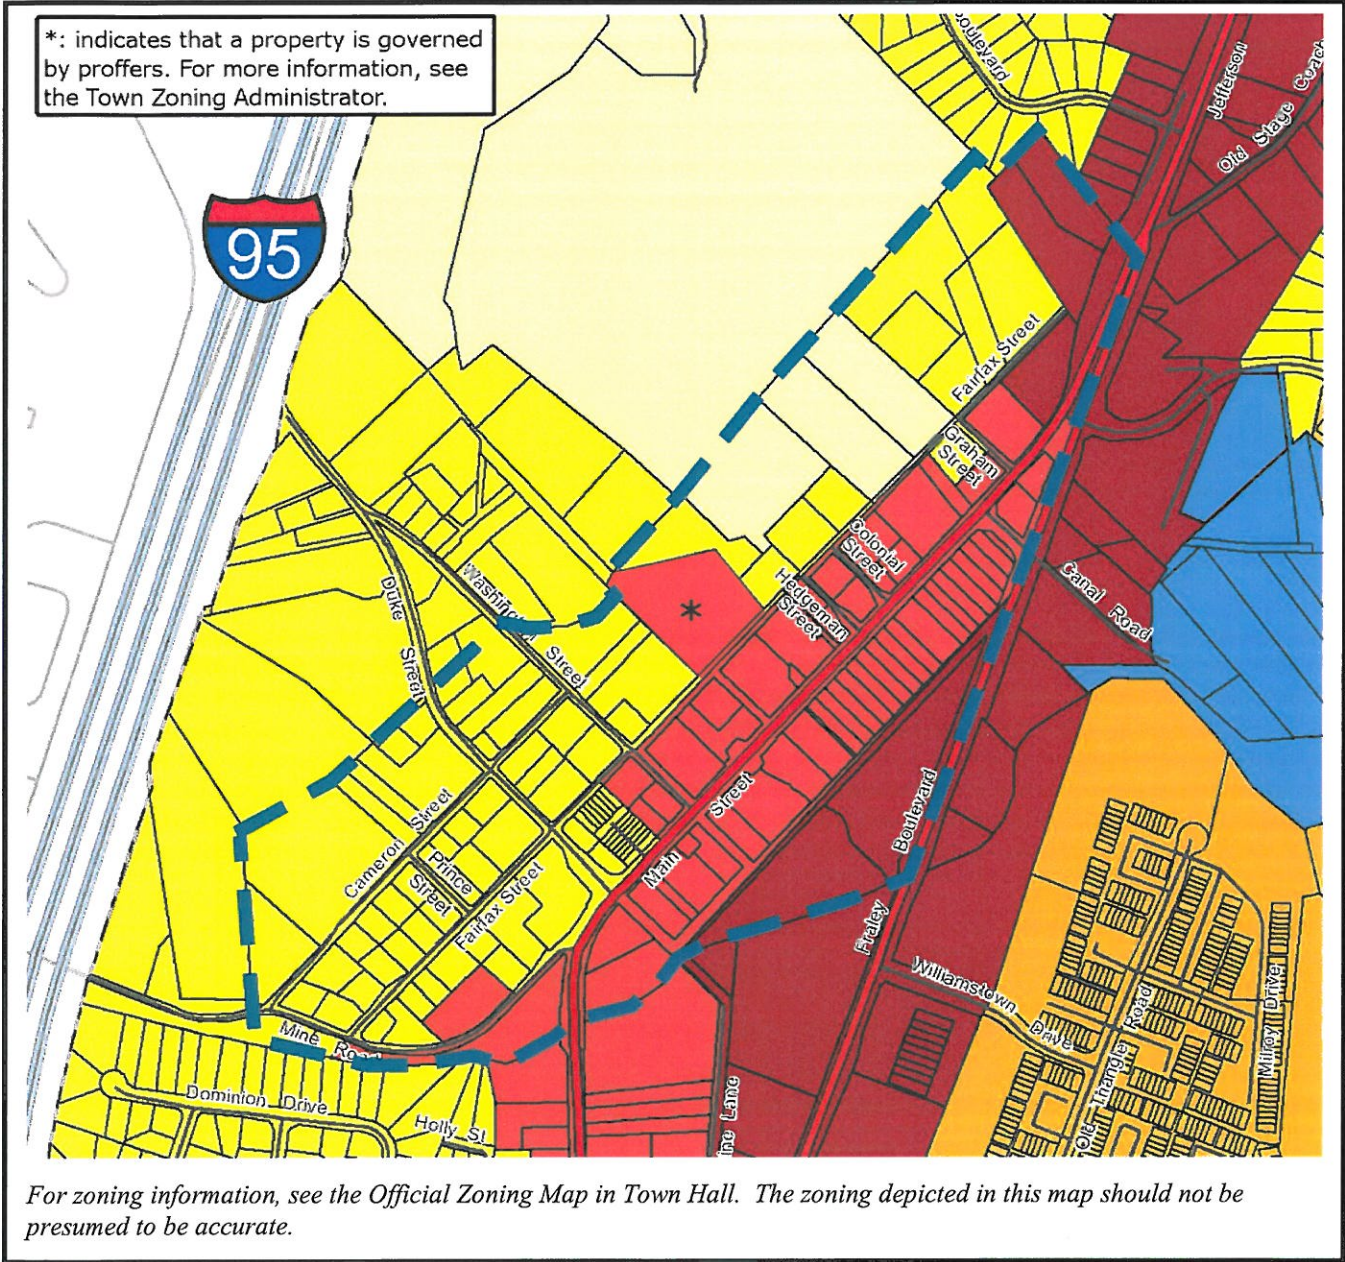 *: indicates that a property is governed
by proffers. For more information, see
the Town Zoning Administrator.
95
Boulevard
Jefferson
Old Stage Coach
Fairfax Street
Graham
Street
Colonial
Street
Hedgeman
Street
Canal Road
*
Washington Street
Duke Street
Main Street
Boulevard
Fraley
Cameron Street
Prince
Street
Fairfax Street
Williamstown Drive
Old Triangle Road
Milroy Drive
Mine Road
Dominion Drive
Holly St
ine Lane
For zoning information, see the Official Zoning Map in Town Hall. The zoning depicted in this map should not be
presumed to be accurate.